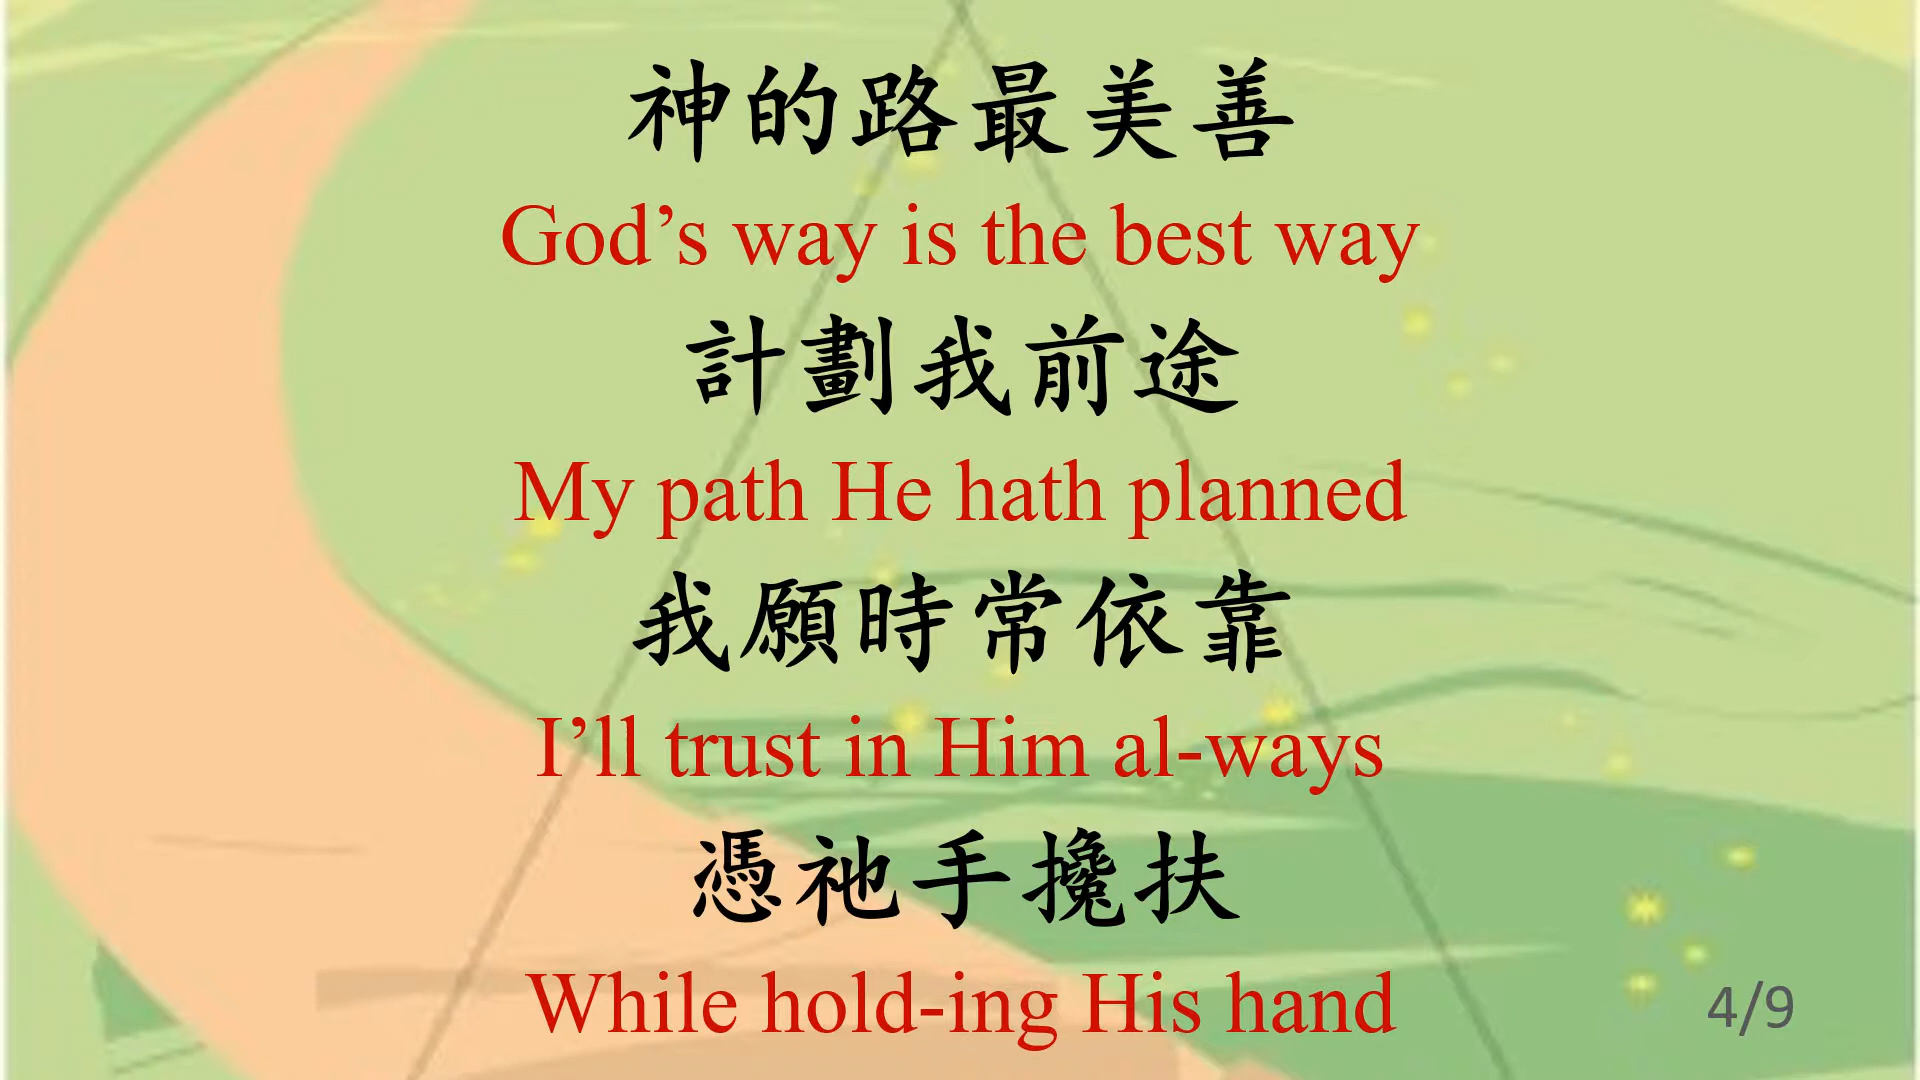 神的路最美善
God’s way is the best way
計劃我前途
My path He hath planned
我願時常依靠
I’ll trust in Him al-ways
憑祂手攙扶
While hold-ing His hand
4/9